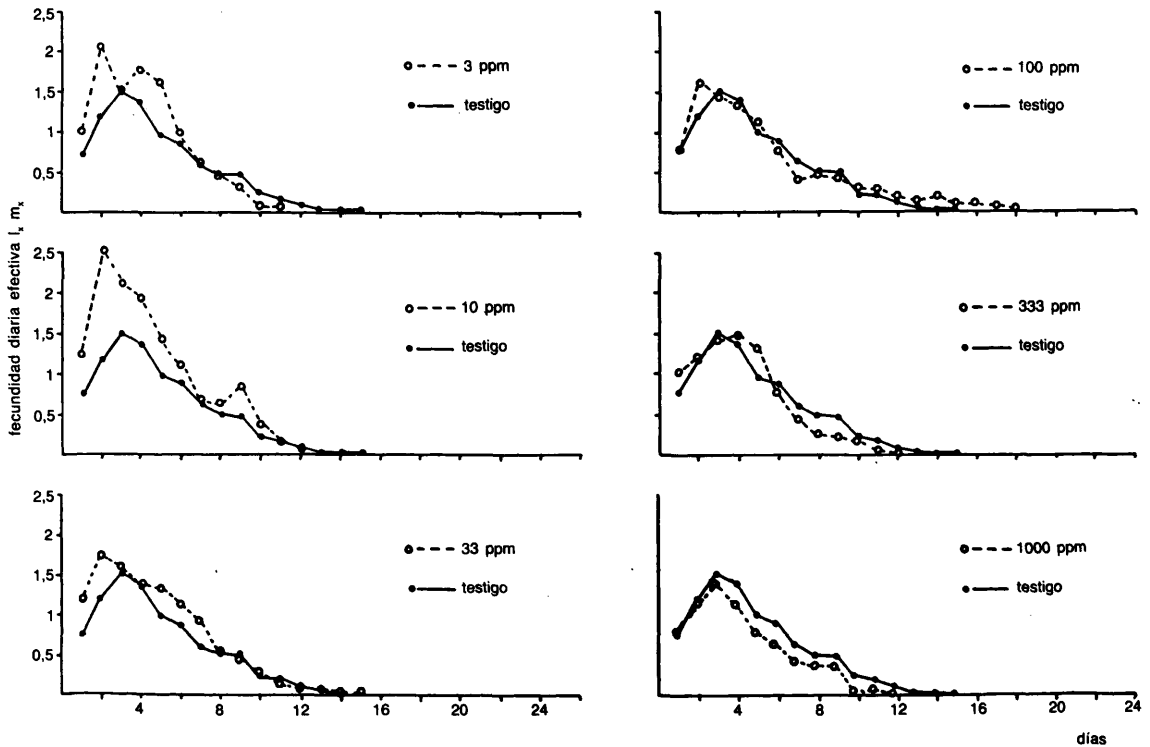 fecundidad diaria efectiva lx mx
2,5
2
1,5
1
0,5
3 ppm
testigo
100 ppm
testigo
2,5
2
1,5
1
0,5
10 ppm
testigo
333 ppm
testigo
2,5
2
1,5
1
0,5
33 ppm
testigo
4 8 12 16 20 24
1000 ppm
testigo
4 8 12 16 20 24
días